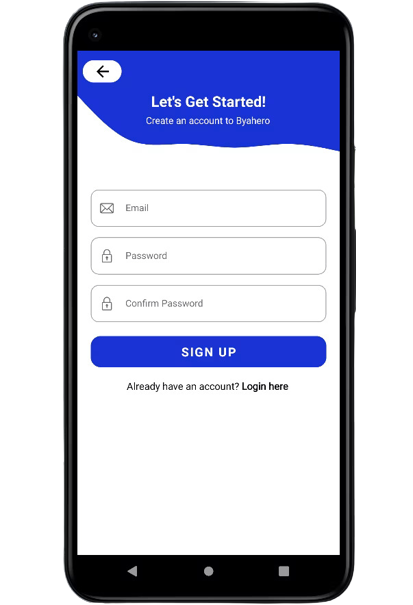 Let's Get Started!
Create an account to Byahero
Email
Password
Confirm Password
SIGN UP
Already have an account? Login here